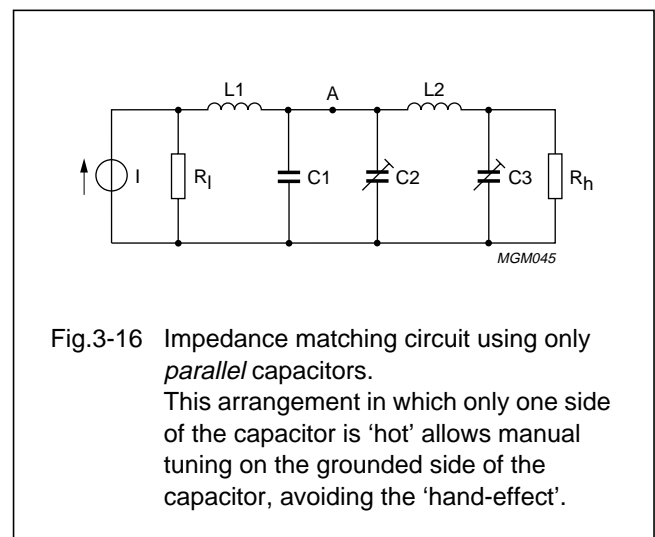 L1
A
L2
I
Rl
C1
C2
C3
Rh
MGM045
Fig.3-16 Impedance matching circuit using only
parallel capacitors.
This arrangement in which only one side
of the capacitor is ‘hot’ allows manual
tuning on the grounded side of the
capacitor, avoiding the ‘hand-effect’.